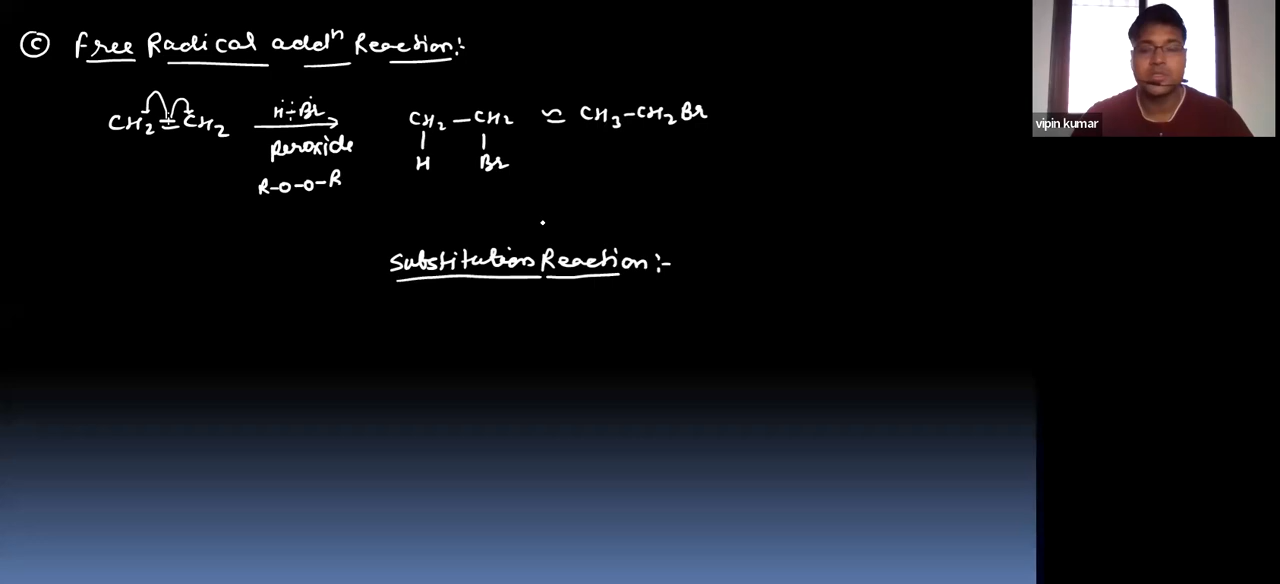 © Free Radical addⁿ Reaction:-
CH₂=CH₂ H÷Br Peroxide R-O-O-R CH₂-CH₂ ≃ CH₃-CH₂Br
H Br
Substitution Reaction:-
vipin kumar